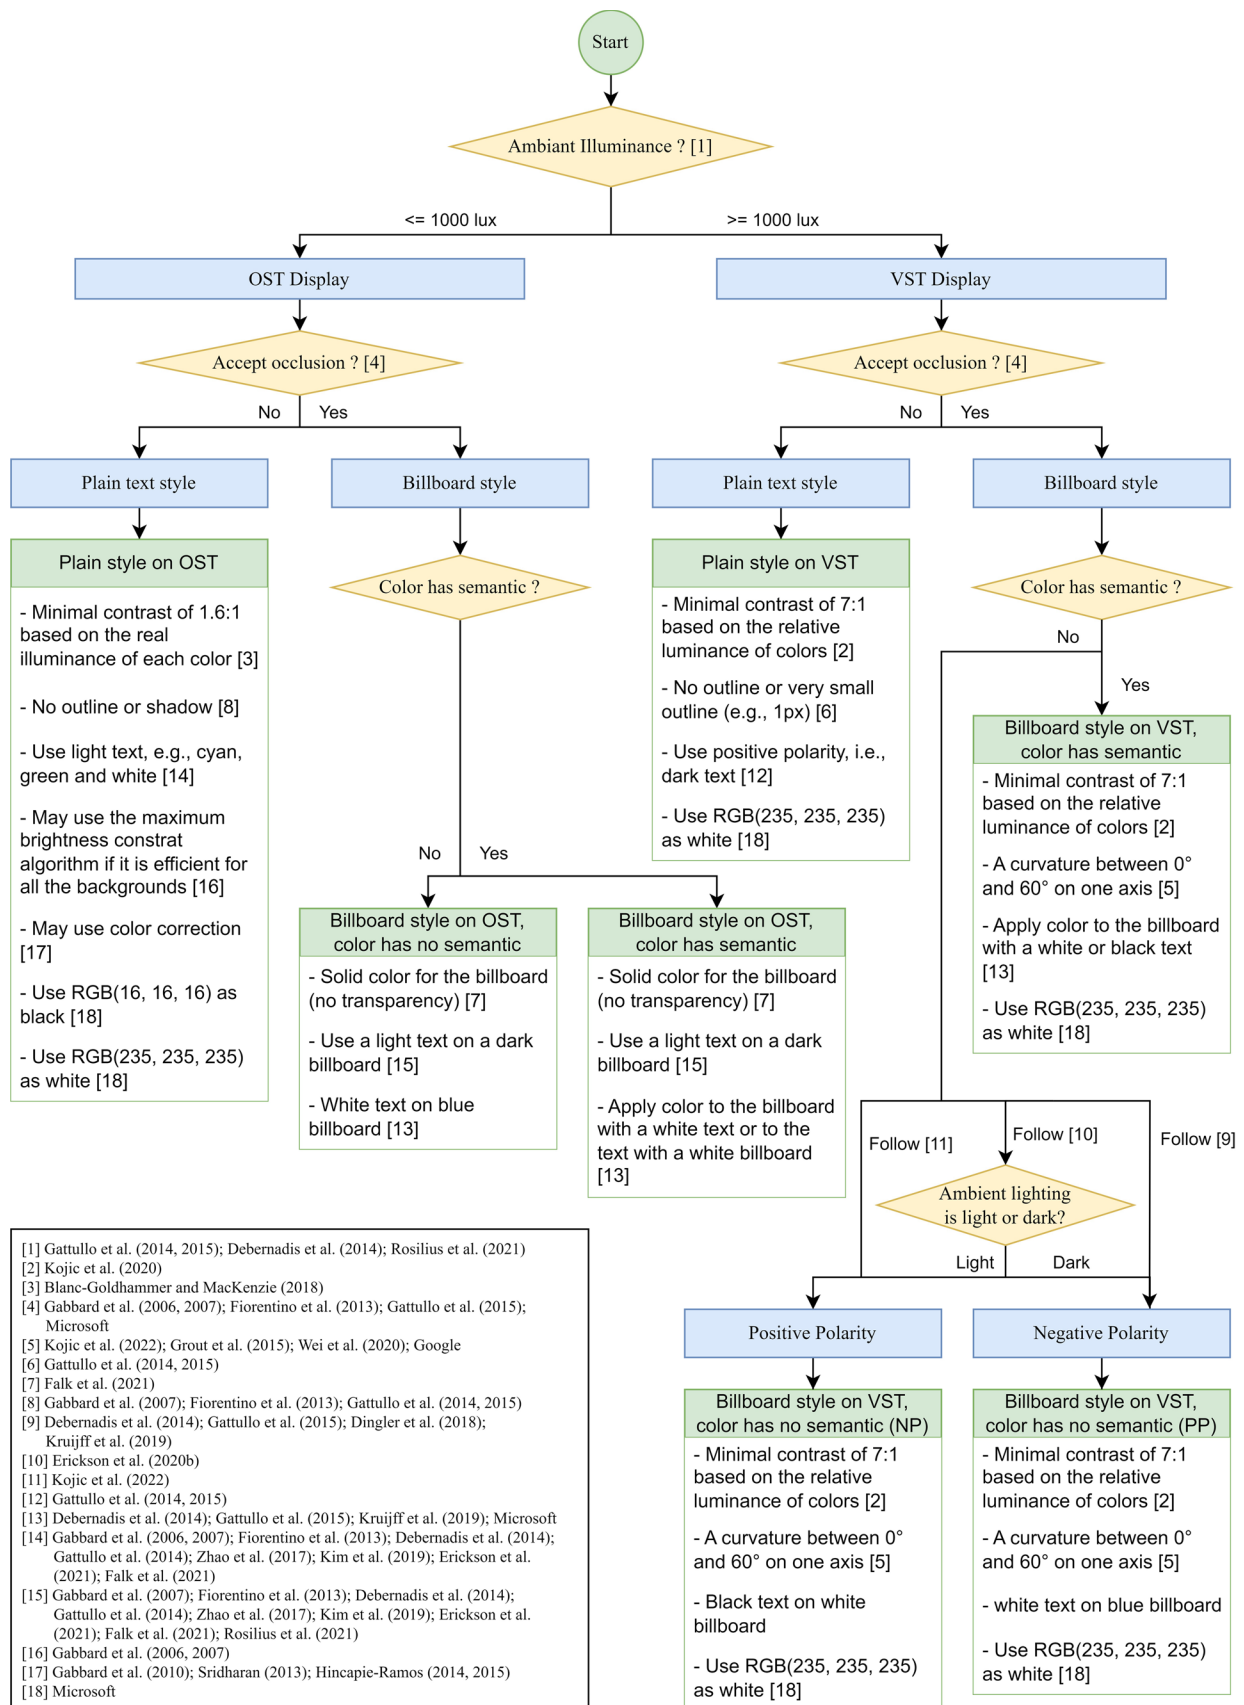 Start
Ambiant Illuminance ? [1]
<= 1000 lux
>= 1000 lux
OST Display
VST Display
Accept occlusion ? [4]
Accept occlusion ? [4]
No
Yes
No
Yes
Plain text style
Billboard style
Plain text style
Billboard style
Plain style on OST
- Minimal contrast of 1.6:1
based on the real
illuminance of each color [3]
- No outline or shadow [8]
- Use light text, e.g., cyan,
green and white [14]
- May use the maximum
brightness constrat
algorithm if it is efficient for
all the backgrounds [16]
- May use color correction
[17]
- Use RGB(16, 16, 16) as
black [18]
- Use RGB(235, 235, 235)
as white [18]
Color has semantic ?
No
Yes
Billboard style on OST,
color has no semantic
- Solid color for the billboard
(no transparency) [7]
- Use a light text on a dark
billboard [15]
- White text on blue
billboard [13]
Billboard style on OST,
color has semantic
- Solid color for the billboard
(no transparency) [7]
- Use a light text on a dark
billboard [15]
- Apply color to the billboard
with a white text or to the
text with a white billboard
[13]
Plain style on VST
- Minimal contrast of 7:1
based on the relative
luminance of colors [2]
- No outline or very small
outline (e.g., 1px) [6]
- Use positive polarity, i.e.,
dark text [12]
- Use RGB(235, 235, 235)
as white [18]
Color has semantic ?
No
Yes
Billboard style on VST,
color has semantic
- Minimal contrast of 7:1
based on the relative
luminance of colors [2]
- A curvature between 0°
and 60° on one axis [5]
- Apply color to the billboard
with a white or black text
[13]
- Use RGB(235, 235, 235)
as white [18]
Follow [11]
Follow [10]
Follow [9]
Ambient lighting
is light or dark?
Light
Dark
Positive Polarity
Negative Polarity
Billboard style on VST,
color has no semantic (NP)
- Minimal contrast of 7:1
based on the relative
luminance of colors [2]
- A curvature between 0°
and 60° on one axis [5]
- Black text on white
billboard
- Use RGB(235, 235, 235)
as white [18]
Billboard style on VST,
color has no semantic (PP)
- Minimal contrast of 7:1
based on the relative
luminance of colors [2]
- A curvature between 0°
and 60° on one axis [5]
- white text on blue billboard
- Use RGB(235, 235, 235)
as white [18]
[1] Gattullo et al. (2014, 2015); Debernadis et al. (2014); Rosilius et al. (2021)
[2] Kojic et al. (2020)
[3] Blanc-Goldhammer and MacKenzie (2018)
[4] Gabbard et al. (2006, 2007); Fiorentino et al. (2013); Gattullo et al. (2015);
Microsoft
[5] Kojic et al. (2022); Grout et al. (2015); Wei et al. (2020); Google
[6] Gattullo et al. (2014, 2015)
[7] Falk et al. (2021)
[8] Gabbard et al. (2007); Fiorentino et al. (2013); Gattullo et al. (2014, 2015)
[9] Debernadis et al. (2014); Gattullo et al. (2015); Dingler et al. (2018);
Kruijff et al. (2019)
[10] Erickson et al. (2020b)
[11] Kojic et al. (2022)
[12] Gattullo et al. (2014, 2015)
[13] Debernadis et al. (2014); Gattullo et al. (2015); Kruijff et al. (2019); Microsoft
[14] Gabbard et al. (2006, 2007); Fiorentino et al. (2013); Debernadis et al. (2014);
Gattullo et al. (2014); Zhao et al. (2017); Kim et al. (2019); Erickson et al.
(2021); Falk et al. (2021)
[15] Gabbard et al. (2007); Fiorentino et al. (2013); Debernadis et al. (2014);
Gattullo et al. (2014); Zhao et al. (2017); Kim et al. (2019); Erickson et al.
(2021); Falk et al. (2021); Rosilius et al. (2021)
[16] Gabbard et al. (2006, 2007)
[17] Gabbard et al. (2010); Sridharan (2013); Hincapie-Ramos (2014, 2015)
[18] Microsoft